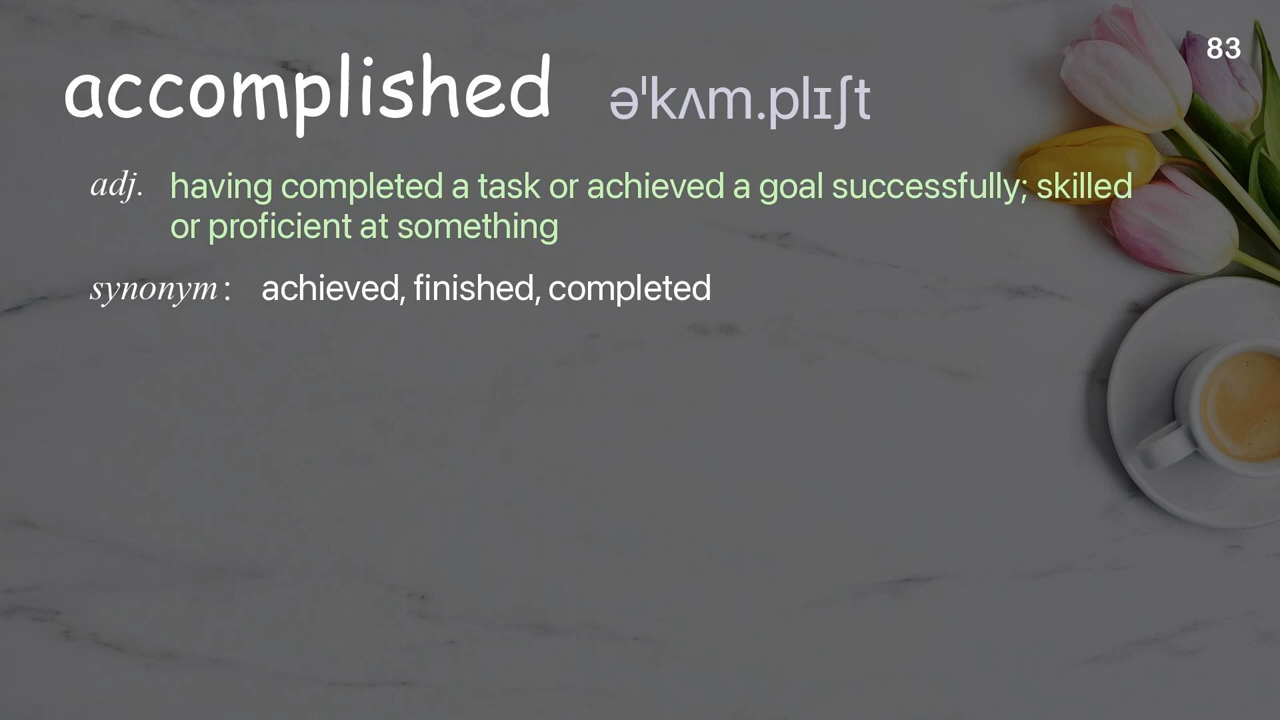 83
accomplished əˈkʌm.plɪʃt
adj. having completed a task or achieved a goal successfully; skilled
or proficient at something
synonym: achieved, finished, completed